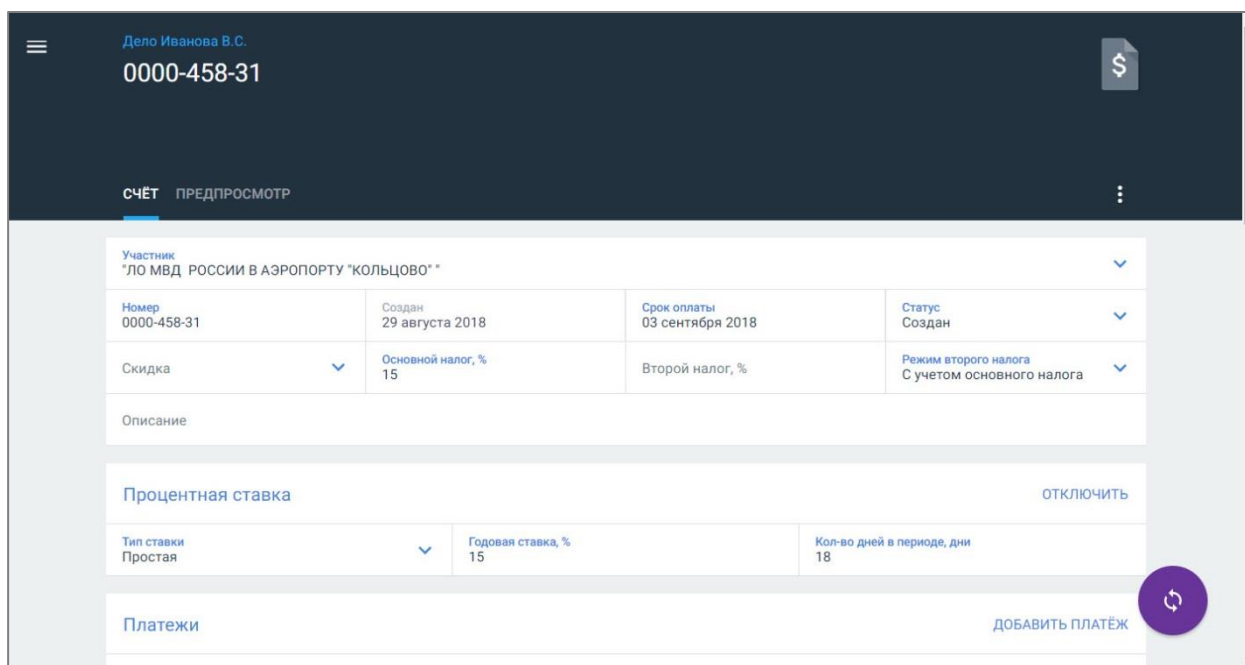 Дело Иванова В.С.
0000-458-31
$
СЧЁТ ПРЕДПРОСМОТР
Участник
"ЛО МВД РОССИИ В АЭРОПОРТУ "КОЛЬЦОВО" "
Номер Создан Срок оплаты Статус
0000-458-31 29 августа 2018 03 сентября 2018 Создан
Скидка Основной налог, % Второй налог, % Режим второго налога
15 С учетом основного налога
Описание
Процентная ставка ОТКЛЮЧИТЬ
Тип ставки Годовая ставка, % Кол-во дней в периоде, дни
Простая 15 18
Платежи ДОБАВИТЬ ПЛАТЁЖ